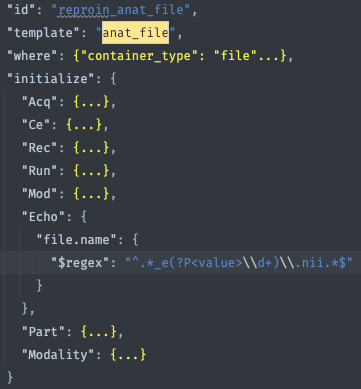 "id": "reproin_anat_file",
"template": "anat_file",
"where": {"container_type": "file"...},
"initialize": {
"Acq": {...},
"Ce": {...},
"Rec": {...},
"Run": {...},
"Mod": {...},
"Echo": {
"file.name": {
"$regex": "^.*_e(?P<value>\\d+)\\.nii.*$"
}
},
"Part": {...},
"Modality": {...}
}